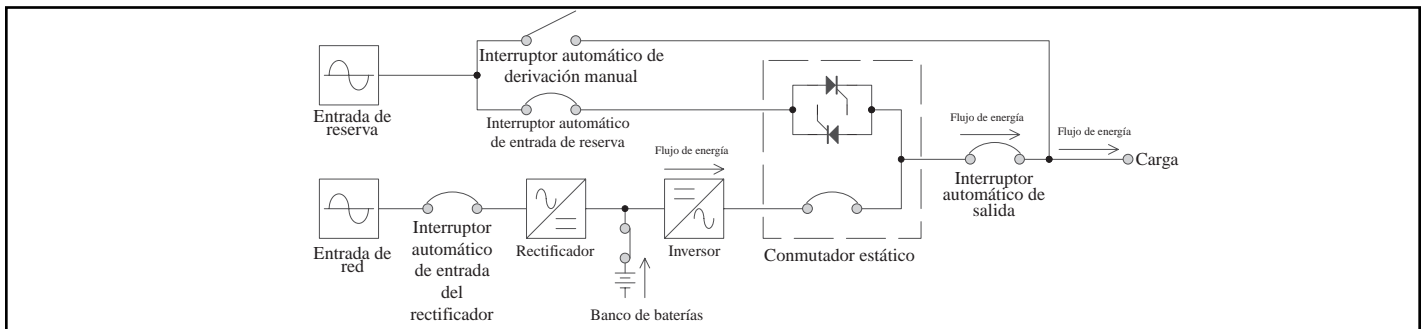 Interruptor automático de
derivación manual
Entrada de
reserva
Interruptor automático
de entrada de reserva
Flujo de energía
Flujo de energía
Flujo de energía
Carga
Interruptor
automático de
salida
Entrada de
red
Interruptor
automático
de entrada
del
rectificador
Rectificador
Inversor
Conmutador estático
Banco de baterías